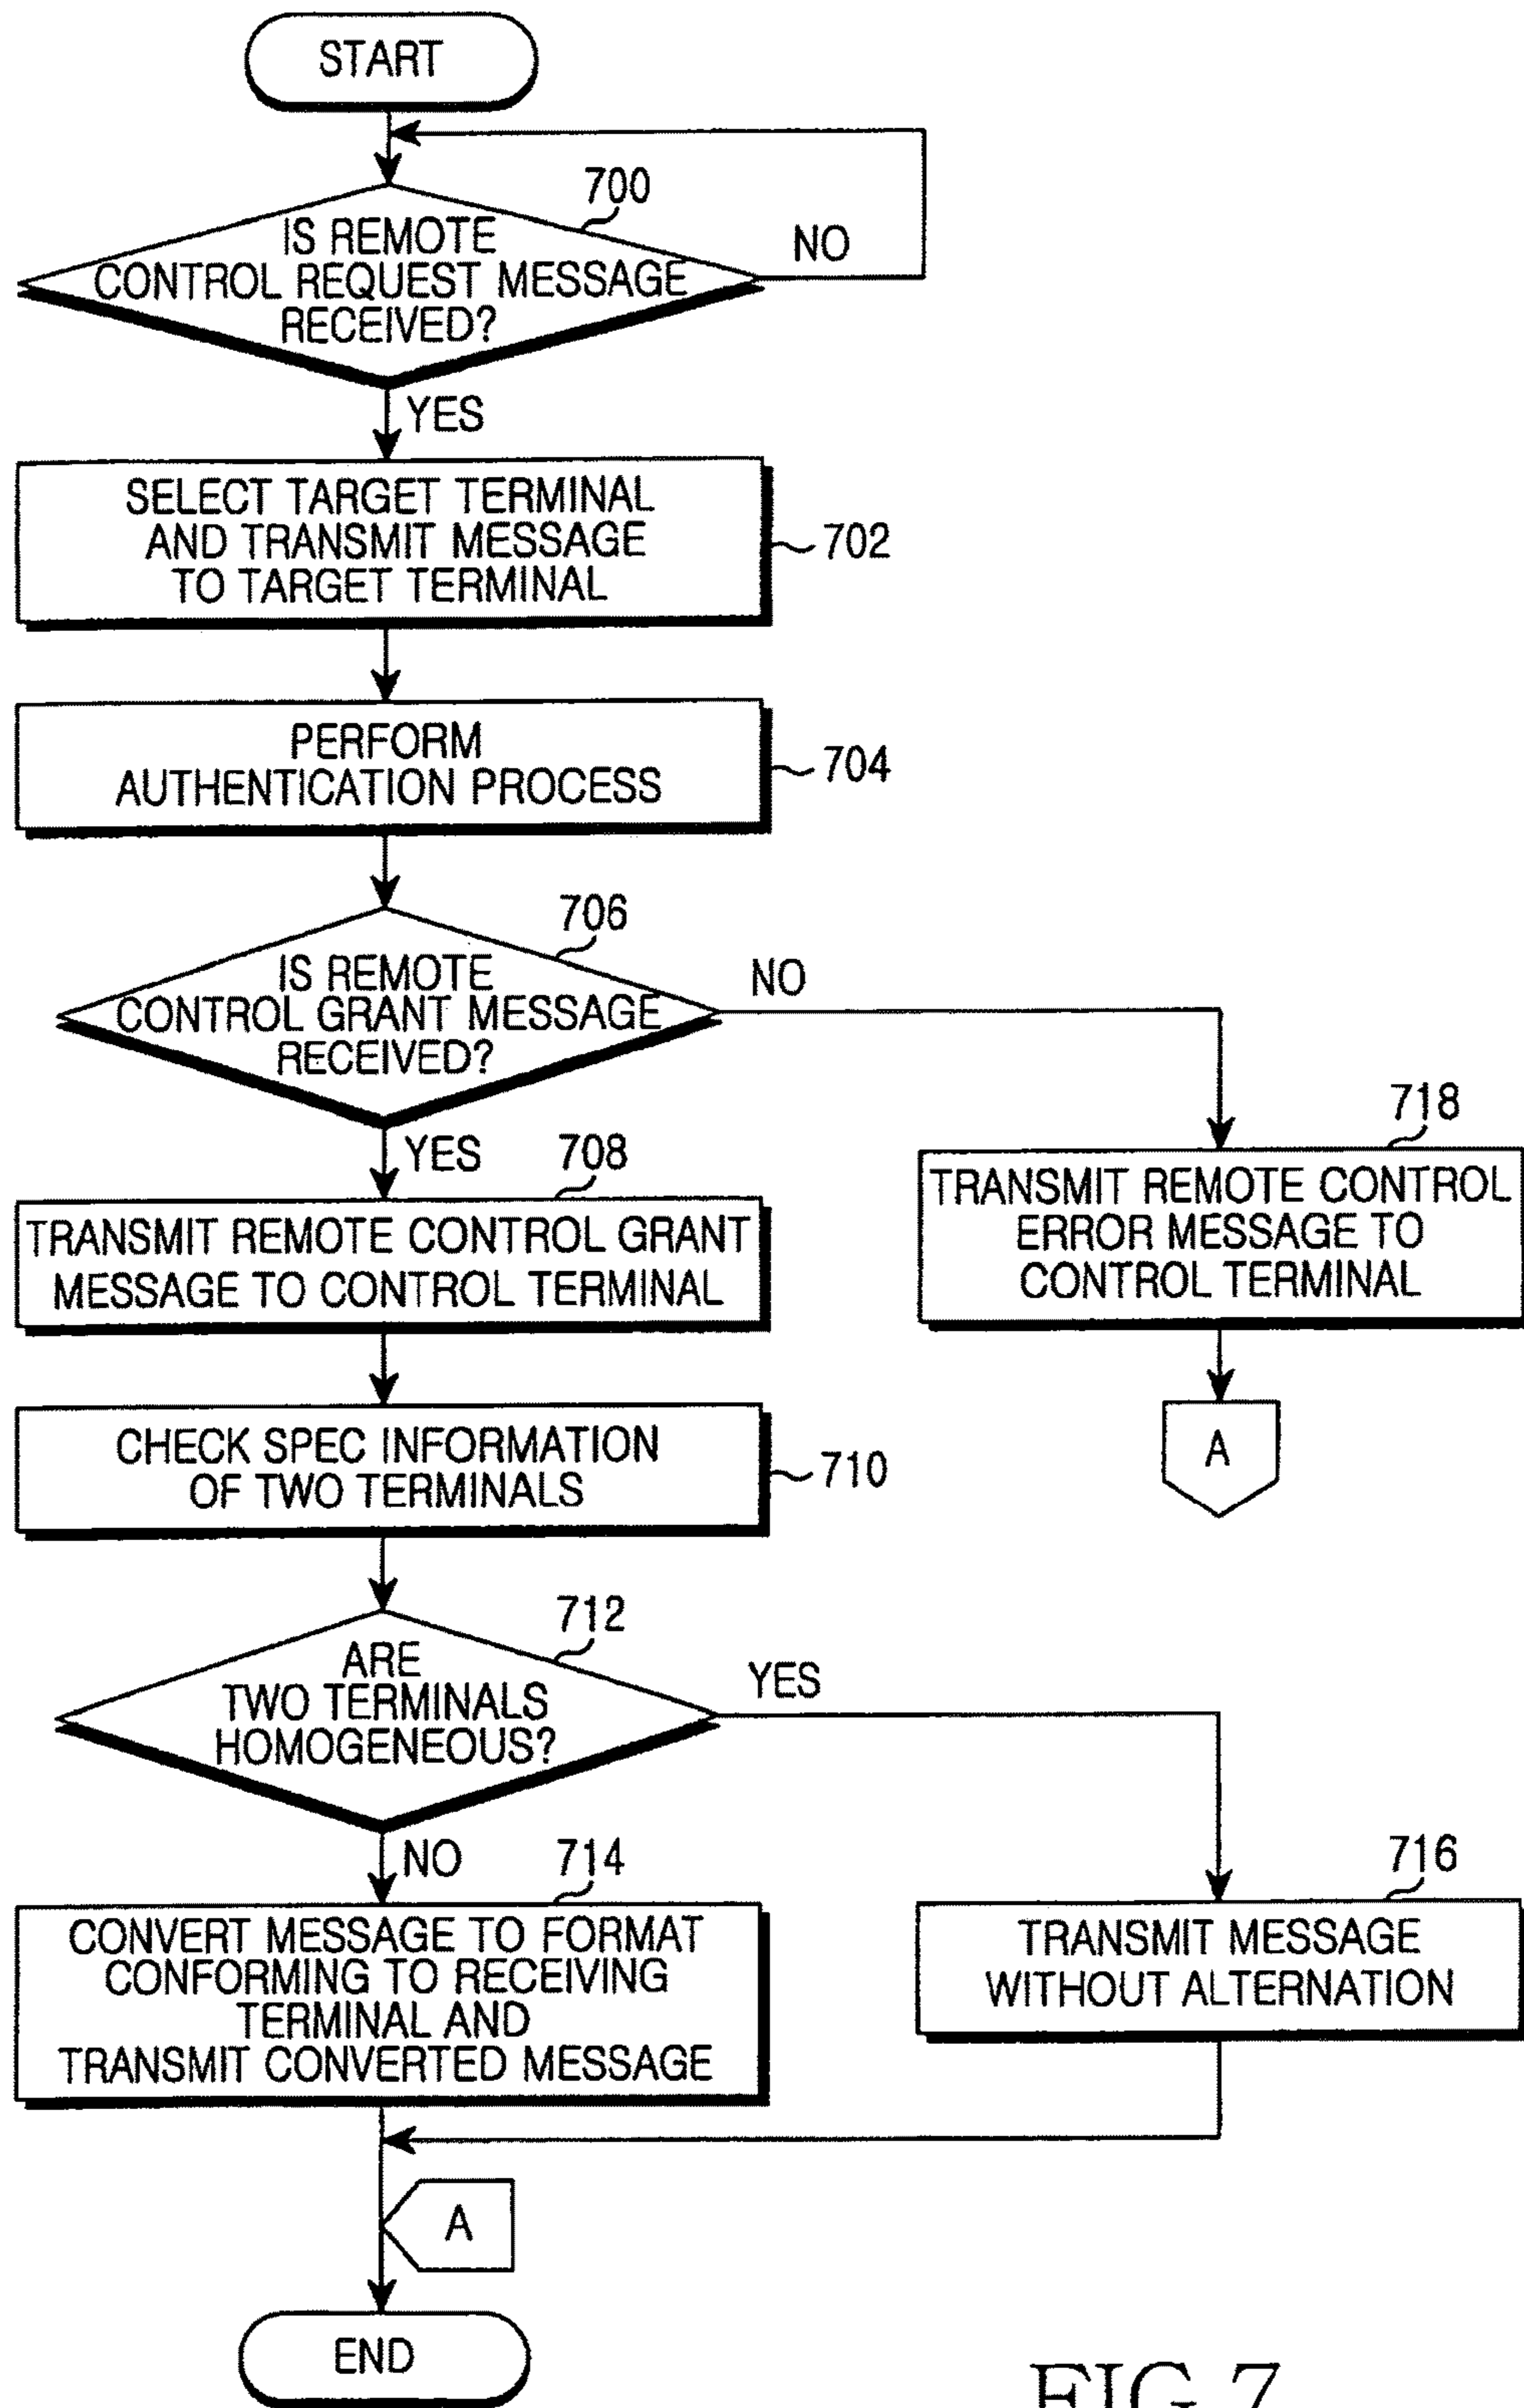 START
700
IS REMOTE
CONTROL REQUEST MESSAGE
RECEIVED?
NO
YES
SELECT TARGET TERMINAL
AND TRANSMIT MESSAGE
TO TARGET TERMINAL
702
PERFORM
AUTHENTICATION PROCESS
704
706
IS REMOTE
CONTROL GRANT MESSAGE
RECEIVED?
NO
YES
708
TRANSMIT REMOTE CONTROL GRANT
MESSAGE TO CONTROL TERMINAL
718
TRANSMIT REMOTE CONTROL
ERROR MESSAGE TO
CONTROL TERMINAL
A
CHECK SPEC INFORMATION
OF TWO TERMINALS
710
712
ARE
TWO TERMINALS
HOMOGENEOUS?
YES
NO
714
CONVERT MESSAGE TO FORMAT
CONFORMING TO RECEIVING
TERMINAL AND
TRANSMIT CONVERTED MESSAGE
716
TRANSMIT MESSAGE
WITHOUT ALTERNATION
A
END
FIG.7